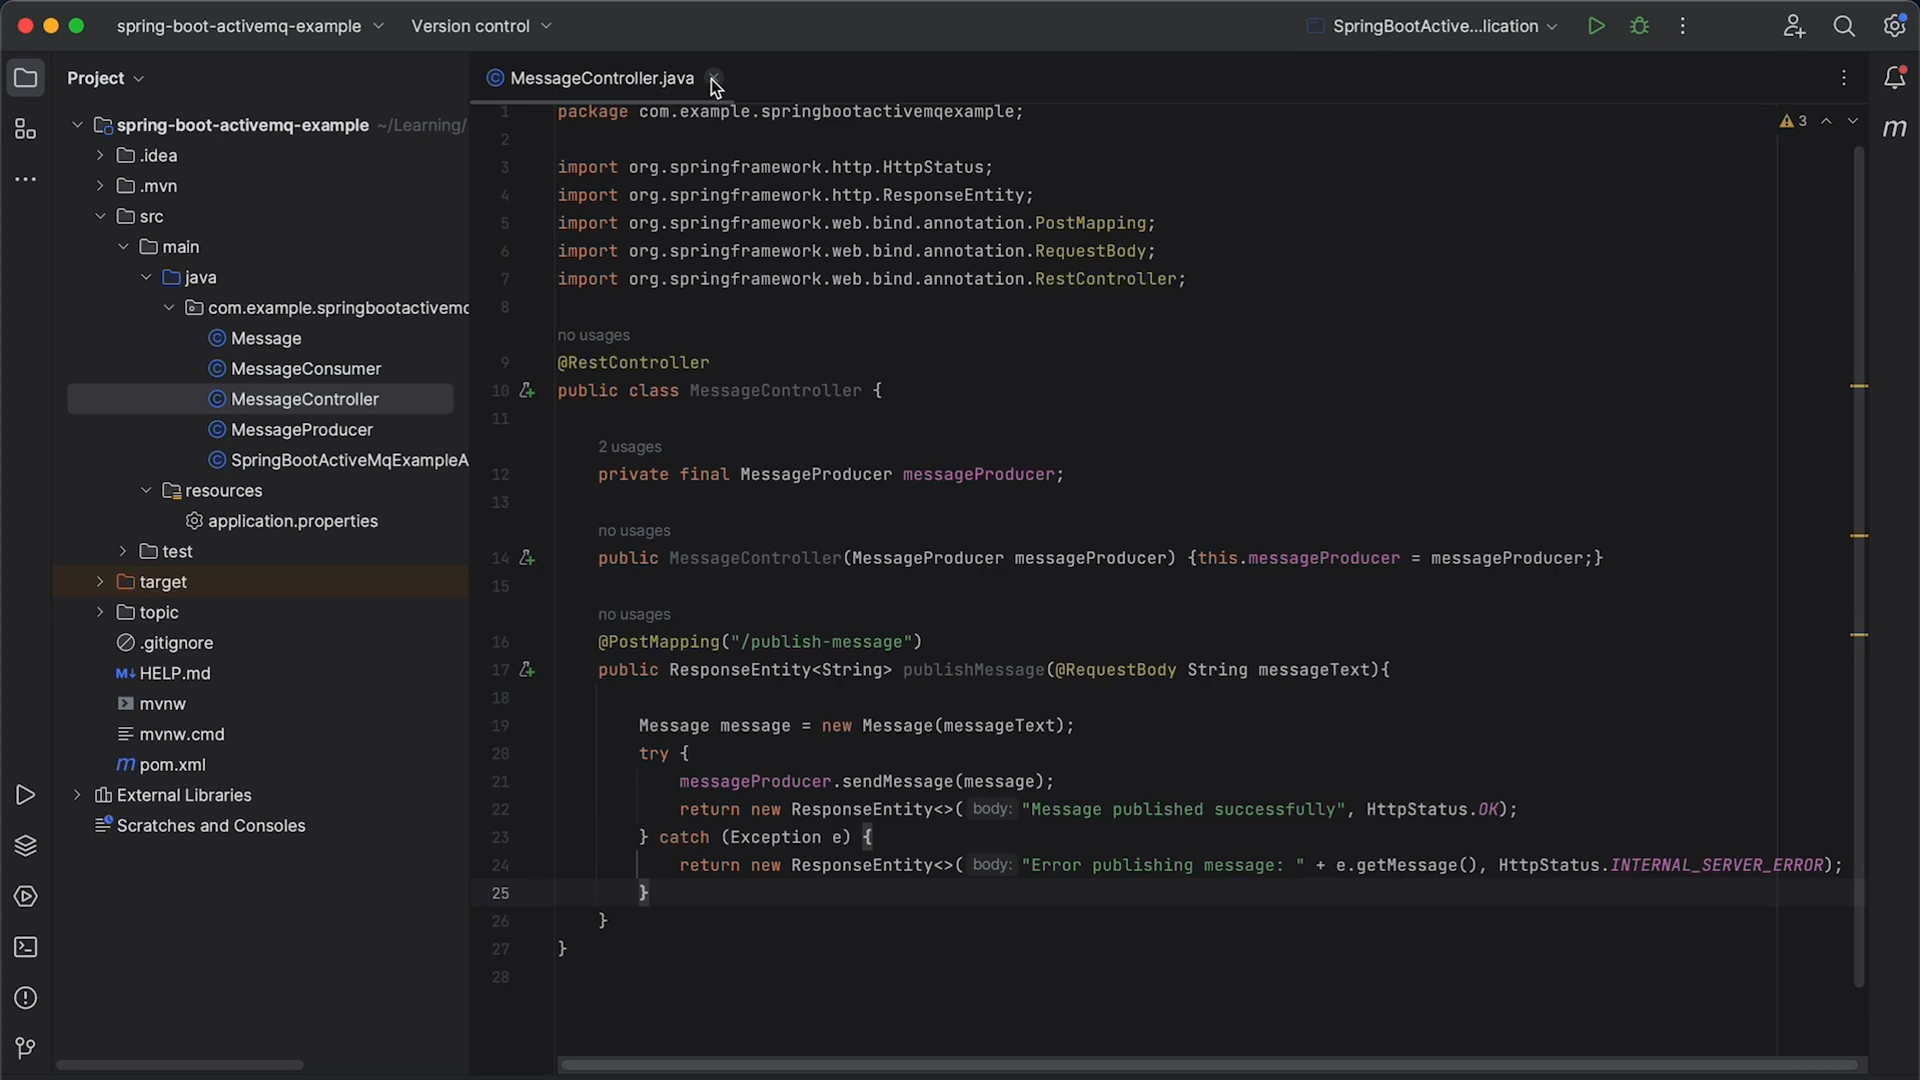 spring-boot-activemq-example
Version control
SpringBootActive...lication
Project
MessageController.java
spring-boot-activemq-example ~/Learning/
.idea
.mvn
src
main
java
com.example.springbootactivemq
Message
MessageConsumer
MessageController
MessageProducer
SpringBootActiveMqExampleA
resources
application.properties
test
target
topic
.gitignore
M↓ HELP.md
mvnw
mvnw.cmd
m pom.xml
External Libraries
Scratches and Consoles
3
m
1 package com.example.springbootactivemqexample;
2
3 import org.springframework.http.HttpStatus;
4 import org.springframework.http.ResponseEntity;
5 import org.springframework.web.bind.annotation.PostMapping;
6 import org.springframework.web.bind.annotation.RequestBody;
7 import org.springframework.web.bind.annotation.RestController;
8
no usages
9 @RestController
10 public class MessageController {
11
2 usages
12 private final MessageProducer messageProducer;
13
no usages
14 public MessageController(MessageProducer messageProducer) {this.messageProducer = messageProducer;}
15
no usages
16 @PostMapping("/publish-message")
17 public ResponseEntity<String> publishMessage(@RequestBody String messageText){
18
19 Message message = new Message(messageText);
20 try {
21 messageProducer.sendMessage(message);
22 return new ResponseEntity<>( body: "Message published successfully", HttpStatus.OK);
23 } catch (Exception e) {
24 return new ResponseEntity<>( body: "Error publishing message: " + e.getMessage(), HttpStatus.INTERNAL_SERVER_ERROR);
25 }
26 }
27 }
28